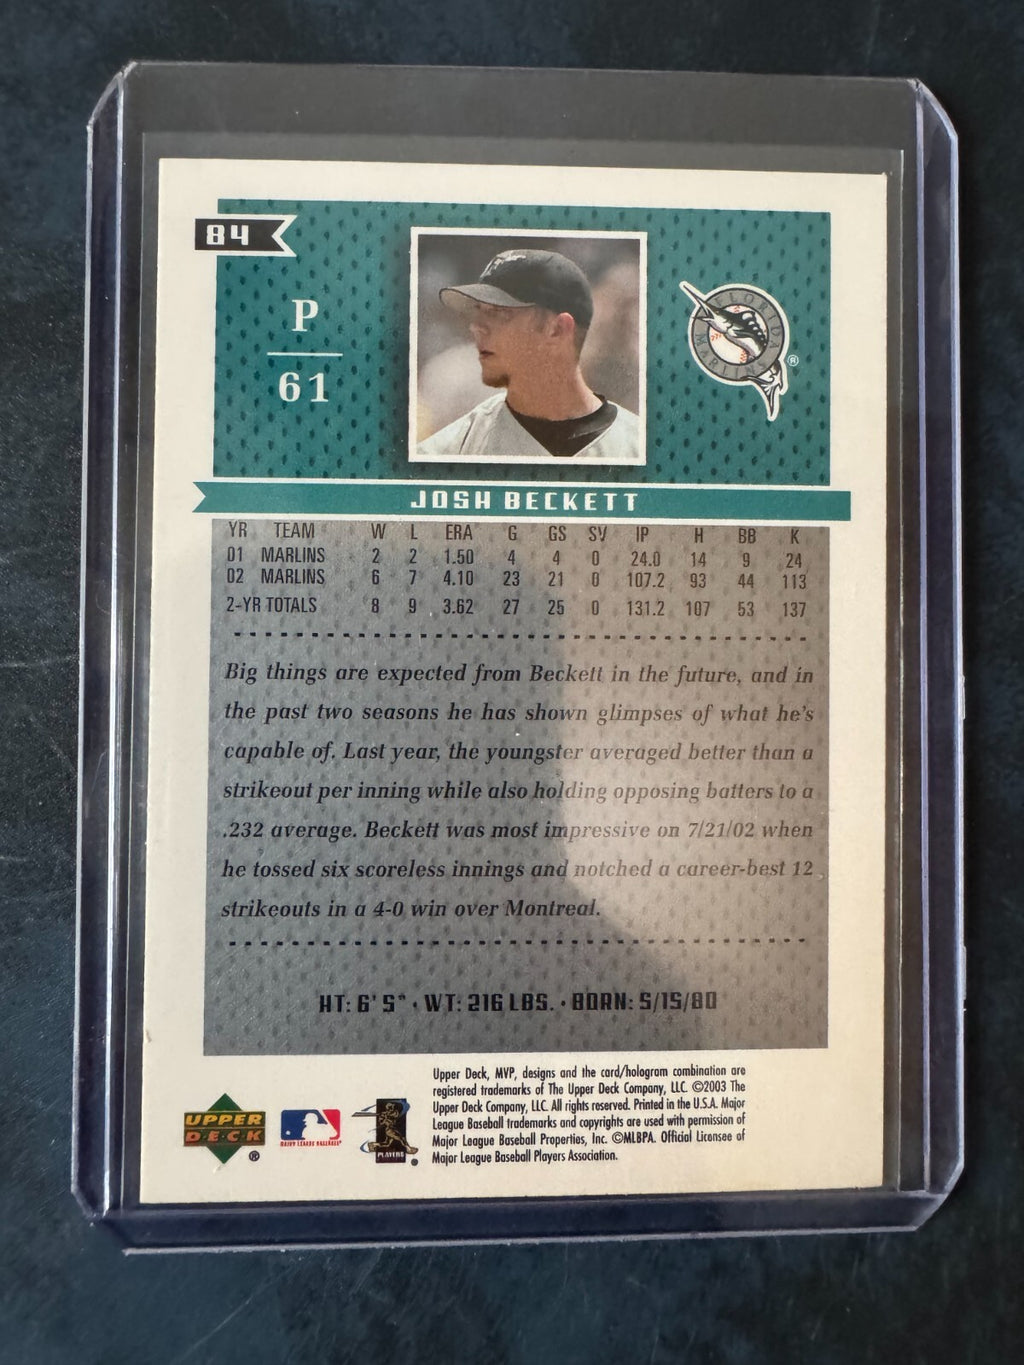 84
P
61
FLORIDA
MARLINS
®
JOSH BECKETT
YR TEAM W L ERA G GS SV IP H BB K
01 MARLINS 2 2 1.50 4 4 0 24.0 14 9 24
02 MARLINS 6 7 4.10 23 21 0 107.2 93 44 113
2-YR TOTALS 8 9 3.62 27 25 0 131.2 107 53 137
Big things are expected from Beckett in the future, and in
the past two seasons he has shown glimpses of what he's
capable of. Last year, the youngster averaged better than a
strikeout per inning while also holding opposing batters to a
.232 average. Beckett was most impressive on 7/21/02 when
he tossed six scoreless innings and notched a career-best 12
strikeouts in a 4-0 win over Montreal.
HT: 6' 5" · WT: 216 LBS. · BORN: 5/15/80
Upper Deck, MVP, designs and the card/hologram combination are
registered trademarks of The Upper Deck Company, LLC. ©2003 The
Upper Deck Company, LLC. All rights reserved. Printed in the U.S.A. Major
League Baseball trademarks and copyrights are used with permission of
Major League Baseball Properties, Inc. ©MLBPA. Official Licensee of
Major League Baseball Players Association.
UPPER
DECK
®
MAJOR LEAGUE BASEBALL
PLAYERS